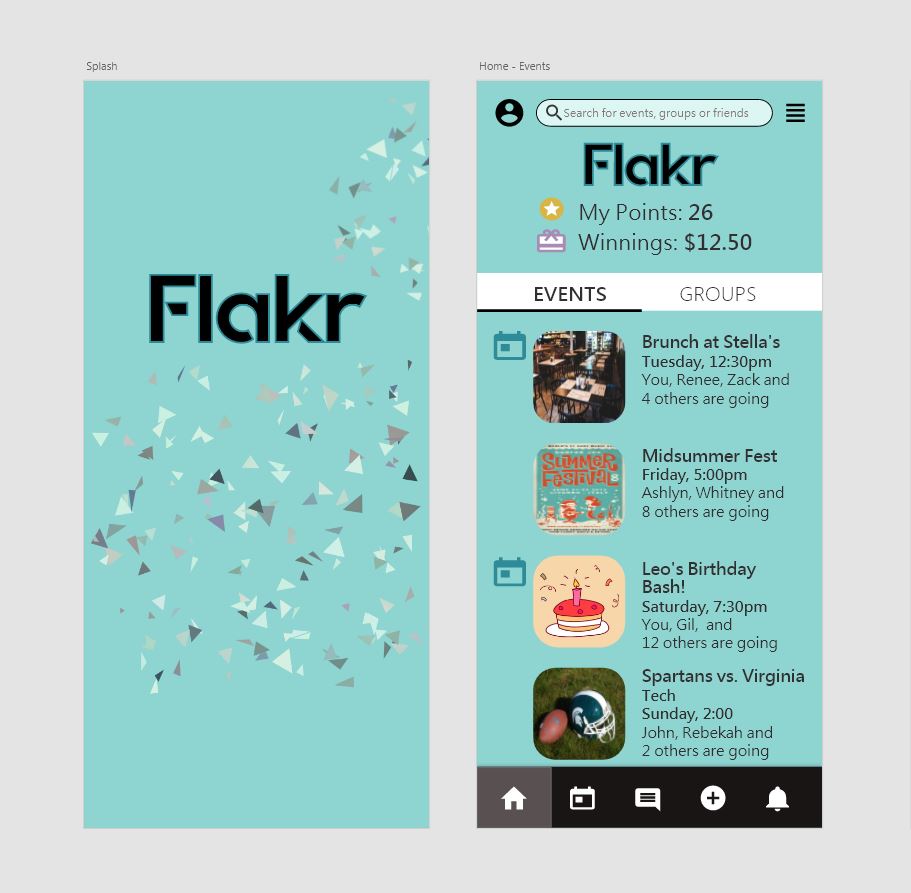 Splash
Flakr
Home - Events
Search for events, groups or friends
Flakr
My Points: 26
Winnings: $12.50
EVENTS
GROUPS
Brunch at Stella's
Tuesday, 12:30pm
You, Renee, Zack and
4 others are going
SUMMER
FESTIVAL
Midsummer Fest
Friday, 5:00pm
Ashlyn, Whitney and
8 others are going
Leo's Birthday
Bash!
Saturday, 7:30pm
You, Gil, and
12 others are going
Spartans vs. Virginia
Tech
Sunday, 2:00
John, Rebekah and
2 others are going